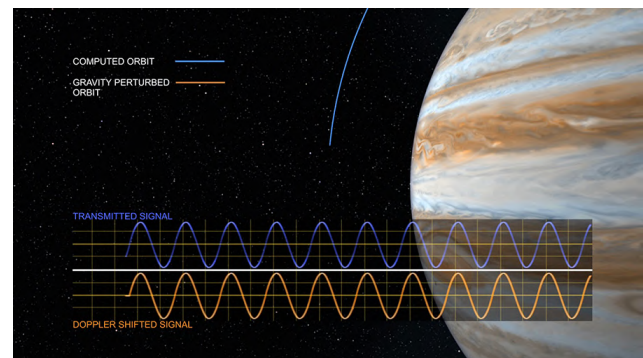 COMPUTED ORBIT
GRAVITY PERTURBED
ORBIT
TRANSMITTED SIGNAL
DOPPLER SHIFTED SIGNAL